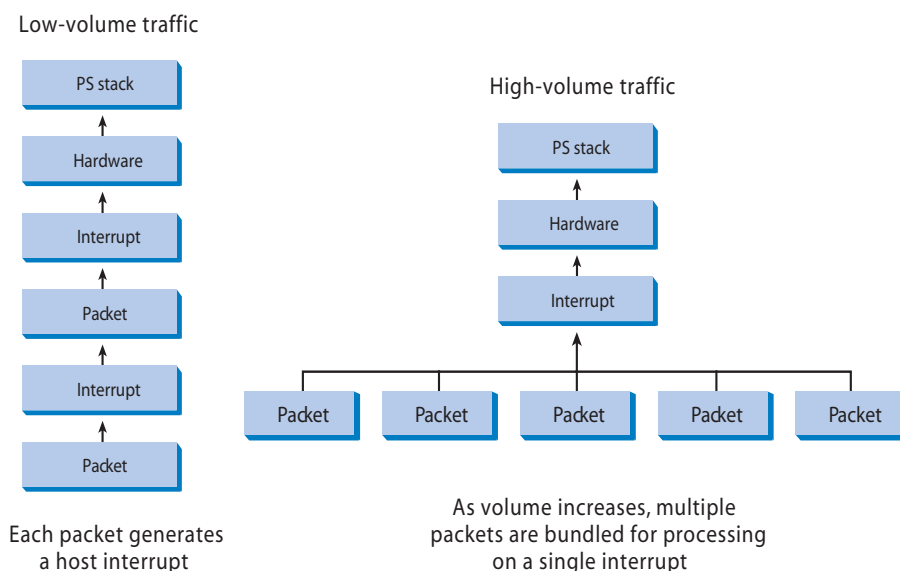 Low-volume traffic
PS stack
Hardware
Interrupt
Packet
Interrupt
Packet
Each packet generates
a host interrupt
High-volume traffic
PS stack
Hardware
Interrupt
Packet
Packet
Packet
Packet
Packet
As volume increases, multiple
packets are bundled for processing
on a single interrupt